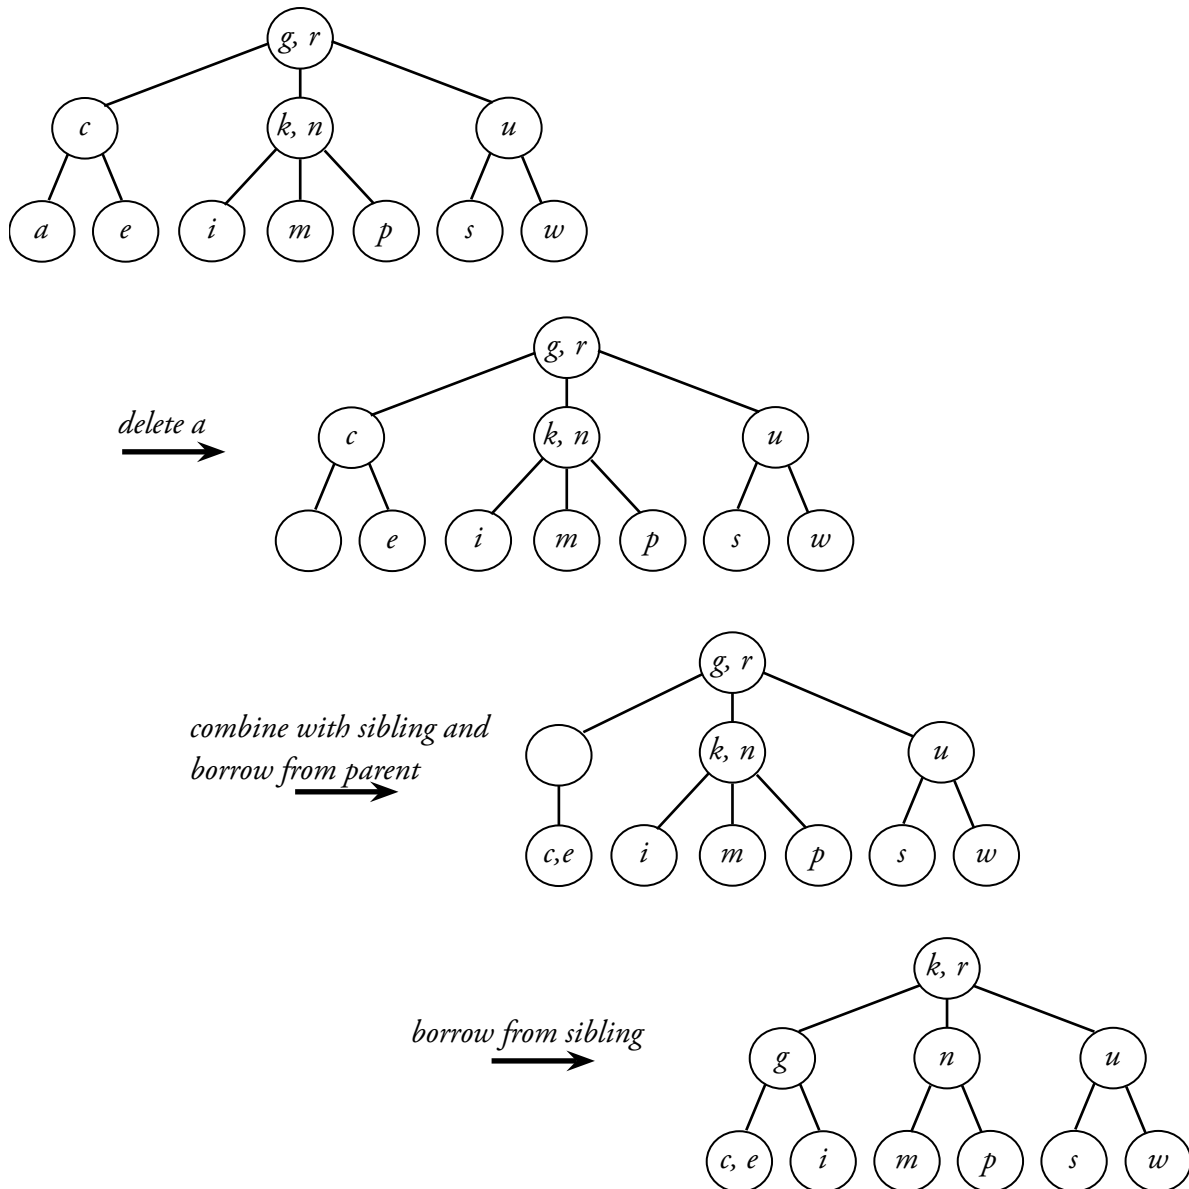 g, r
c
k, n
u
a
e
i
m
p
s
w
delete a
g, r
c
k, n
u
e
i
m
p
s
w
combine with sibling and
borrow from parent
g, r
k, n
u
c,e
i
m
p
s
w
borrow from sibling
k, r
g
n
u
c, e
i
m
p
s
w